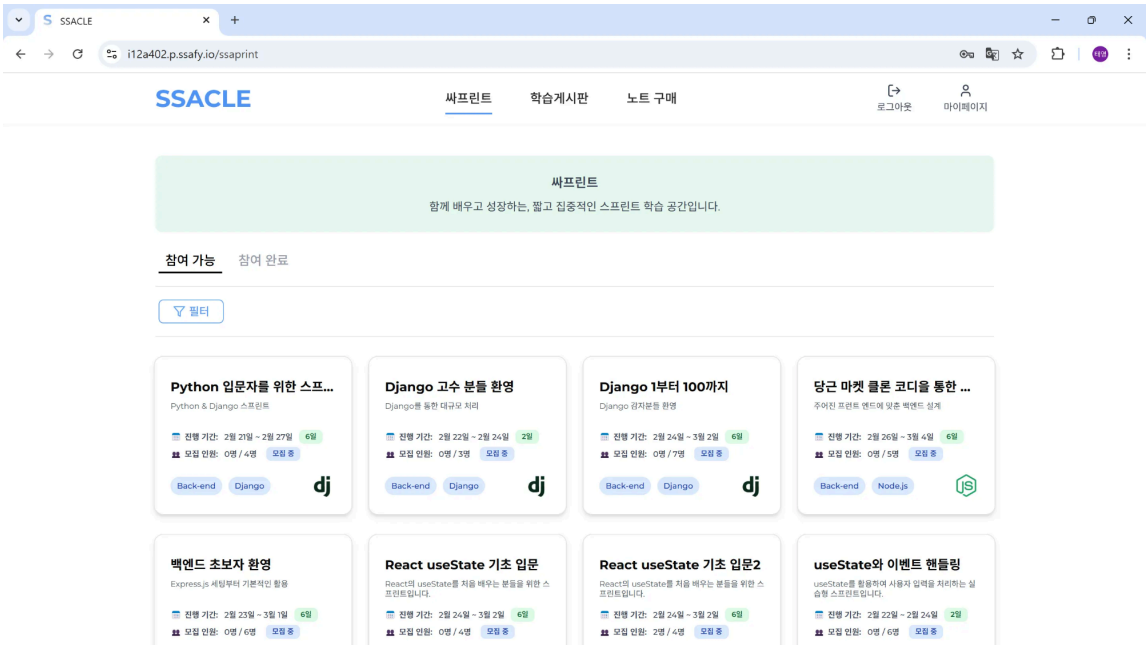 SSACLE
i12a402.p.ssafy.io/ssaprint
태영
SSACLE
싸프린트 학습게시판 노트 구매
로그아웃 마이페이지
싸프린트
함께 배우고 성장하는, 짧고 집중적인 스프린트 학습 공간입니다.
참여 가능 참여 완료
필터
Python 입문자를 위한 스프...
Python & Django 스프린트
진행 기간: 2월 21일 ~ 2월 27일 6일
모집 인원: 0명 / 4명 모집 중
Back-end Django
dj
Django 고수 분들 환영
Django를 통한 대규모 처리
진행 기간: 2월 22일 ~ 2월 24일 2일
모집 인원: 0명 / 3명 모집 중
Back-end Django
dj
Django 1부터 100까지
Django 감자분들 환영
진행 기간: 2월 24일 ~ 3월 2일 6일
모집 인원: 0명 / 7명 모집 중
Back-end Django
dj
당근 마켓 클론 코디을 통한 ...
주어진 프런트 엔드에 맞춘 백엔드 설계
진행 기간: 2월 26일 ~ 3월 4일 6일
모집 인원: 0명 / 5명 모집 중
Back-end Node.js
JS
백엔드 초보자 환영
Express.js 세팅부터 기본적인 활용
진행 기간: 2월 23일 ~ 3월 1일 6일
모집 인원: 0명 / 6명 모집 중
React useState 기초 입문
React의 useState를 처음 배우는 분들을 위한 스
프린트입니다.
진행 기간: 2월 24일 ~ 3월 2일 6일
모집 인원: 0명 / 4명 모집 중
React useState 기초 입문2
React의 useState를 처음 배우는 분들을 위한 스
프린트입니다.
진행 기간: 2월 24일 ~ 3월 2일 6일
모집 인원: 2명 / 4명 모집 중
useState와 이벤트 핸들링
useState를 활용하여 사용자 입력을 처리하는 실
습형 스프린트입니다.
진행 기간: 2월 22일 ~ 2월 24일 2일
모집 인원: 0명 / 6명 모집 중